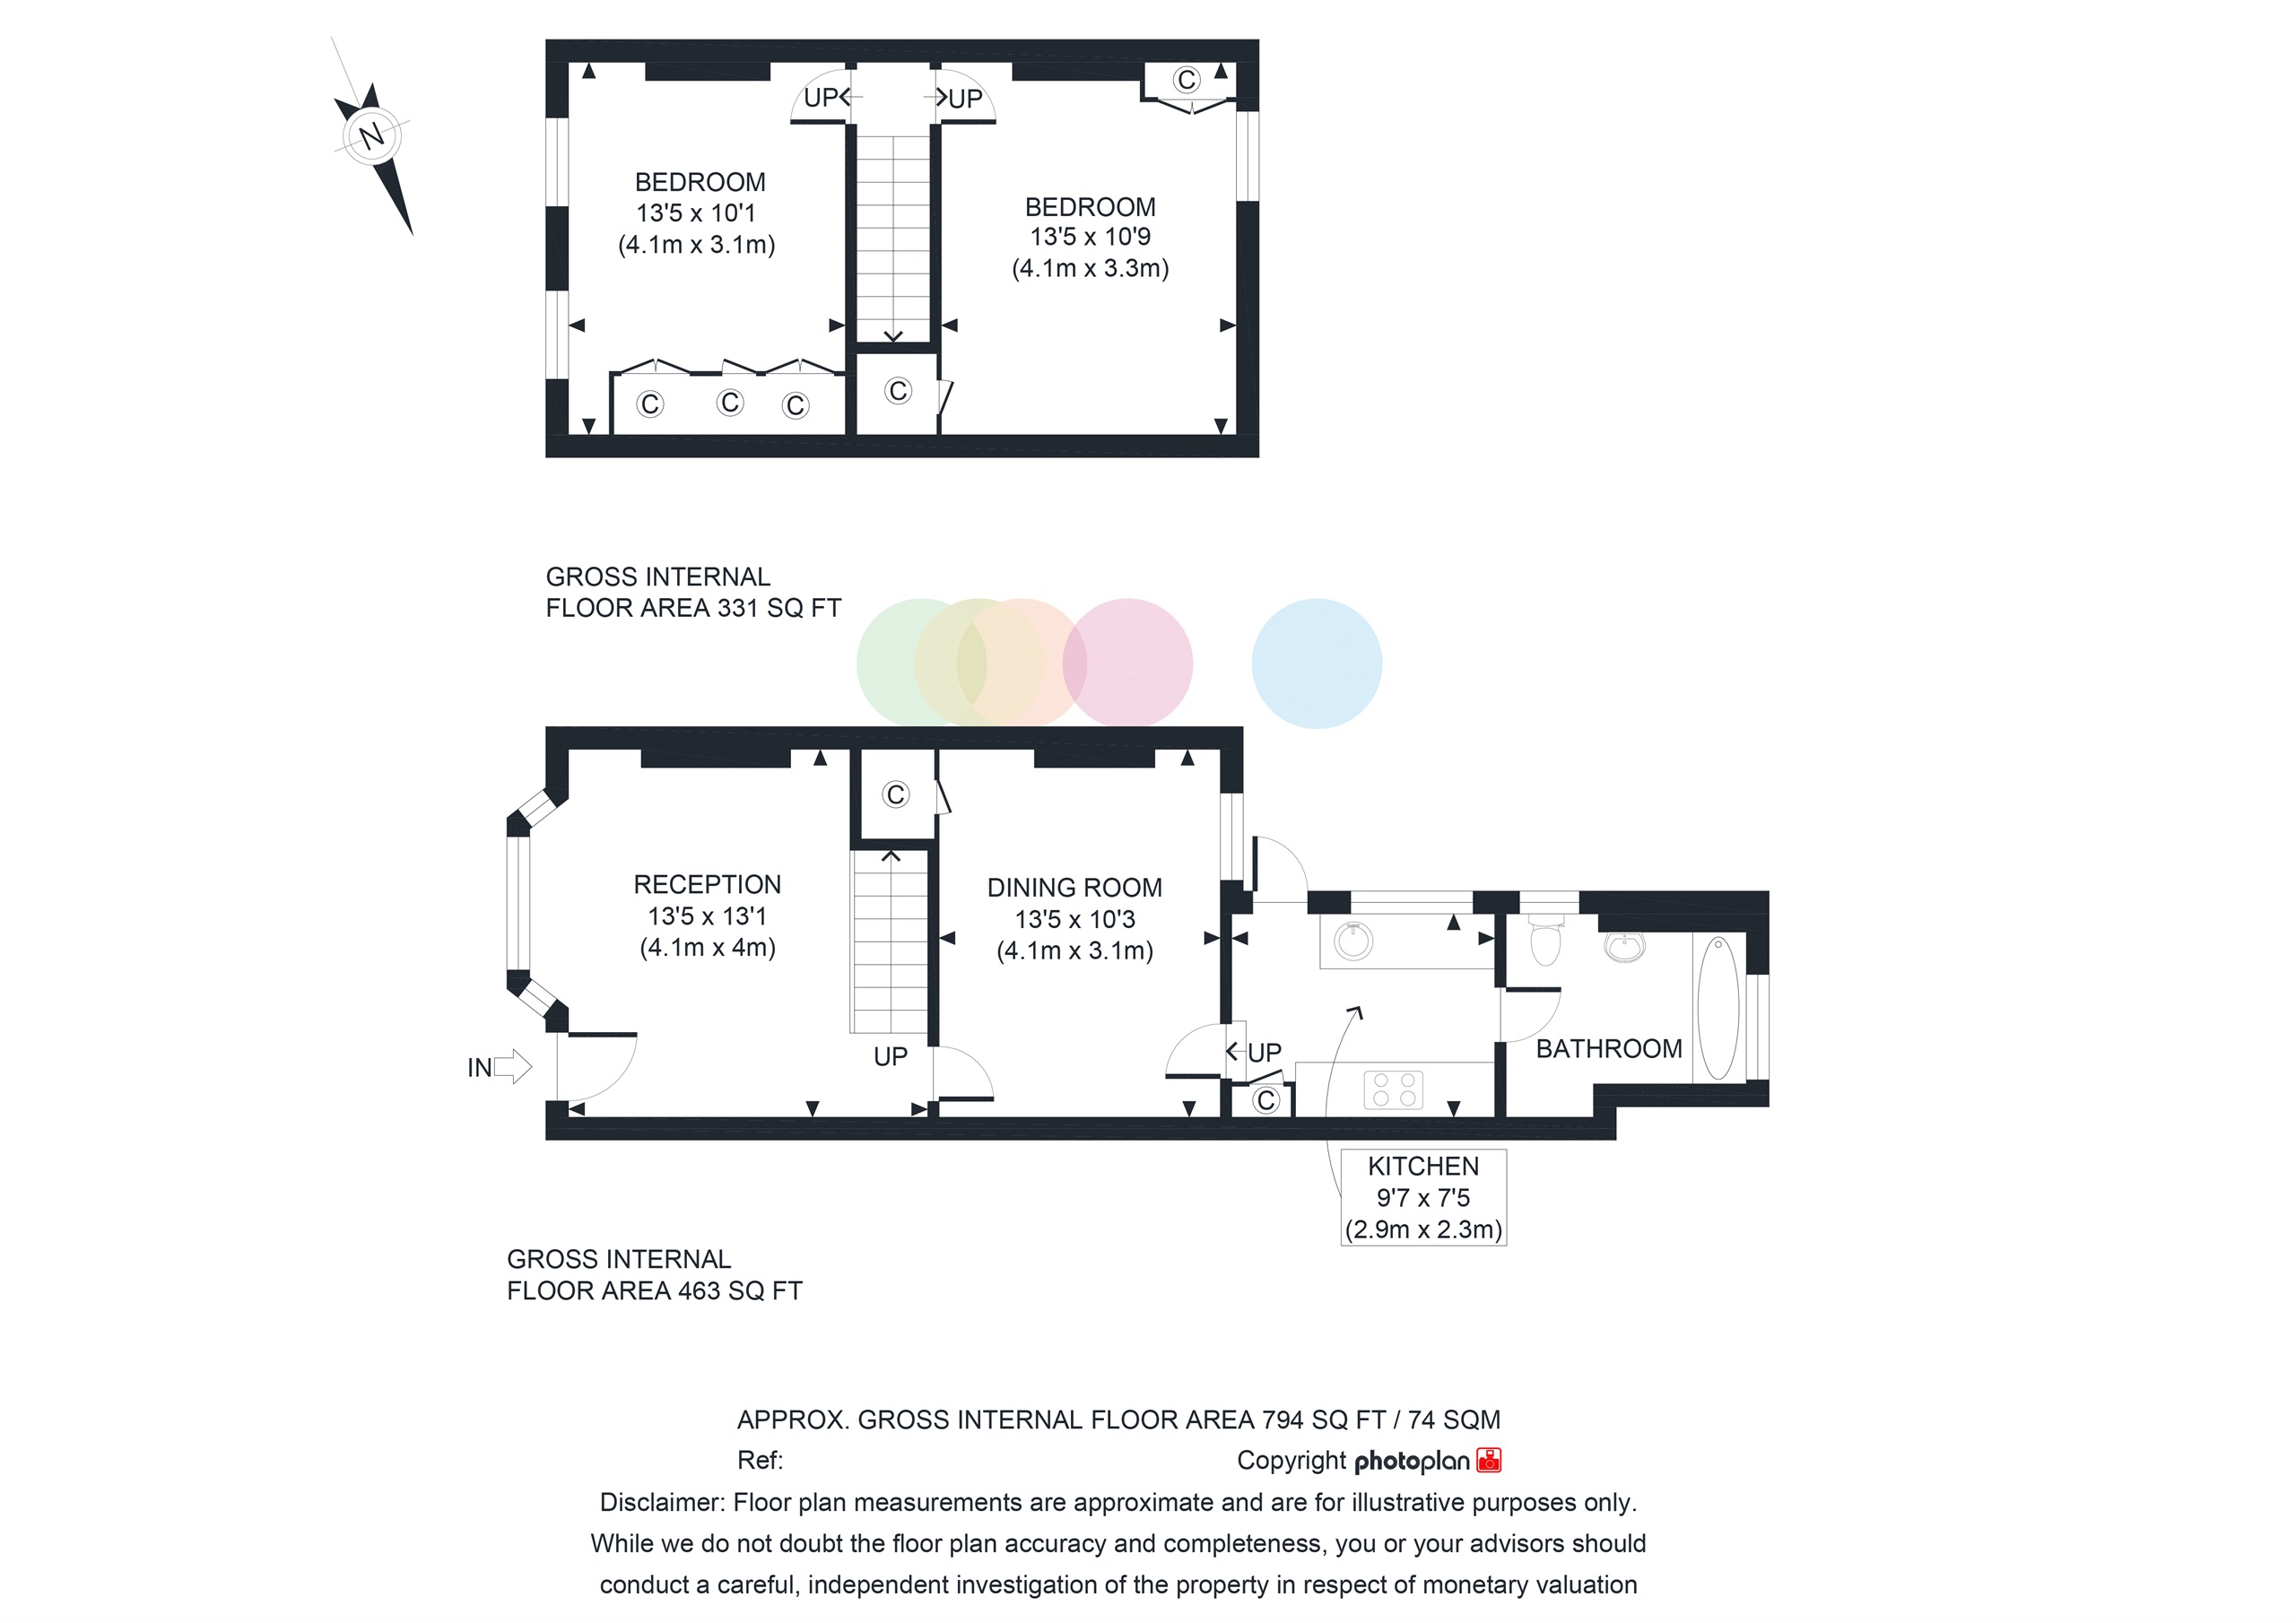 N
UP
UP
C
BEDROOM
13'5 x 10'1
(4.1m x 3.1m)
BEDROOM
13'5 x 10'9
(4.1m x 3.3m)
C
C
C
C
GROSS INTERNAL
FLOOR AREA 331 SQ FT
C
RECEPTION
13'5 x 13'1
(4.1m x 4m)
DINING ROOM
13'5 x 10'3
(4.1m x 3.1m)
IN
UP
UP
C
BATHROOM
KITCHEN
9'7 x 7'5
(2.9m x 2.3m)
GROSS INTERNAL
FLOOR AREA 463 SQ FT
APPROX. GROSS INTERNAL FLOOR AREA 794 SQ FT / 74 SQM
Ref:
Copyright photoplan
Disclaimer: Floor plan measurements are approximate and are for illustrative purposes only.
While we do not doubt the floor plan accuracy and completeness, you or your advisors should
conduct a careful, independent investigation of the property in respect of monetary valuation